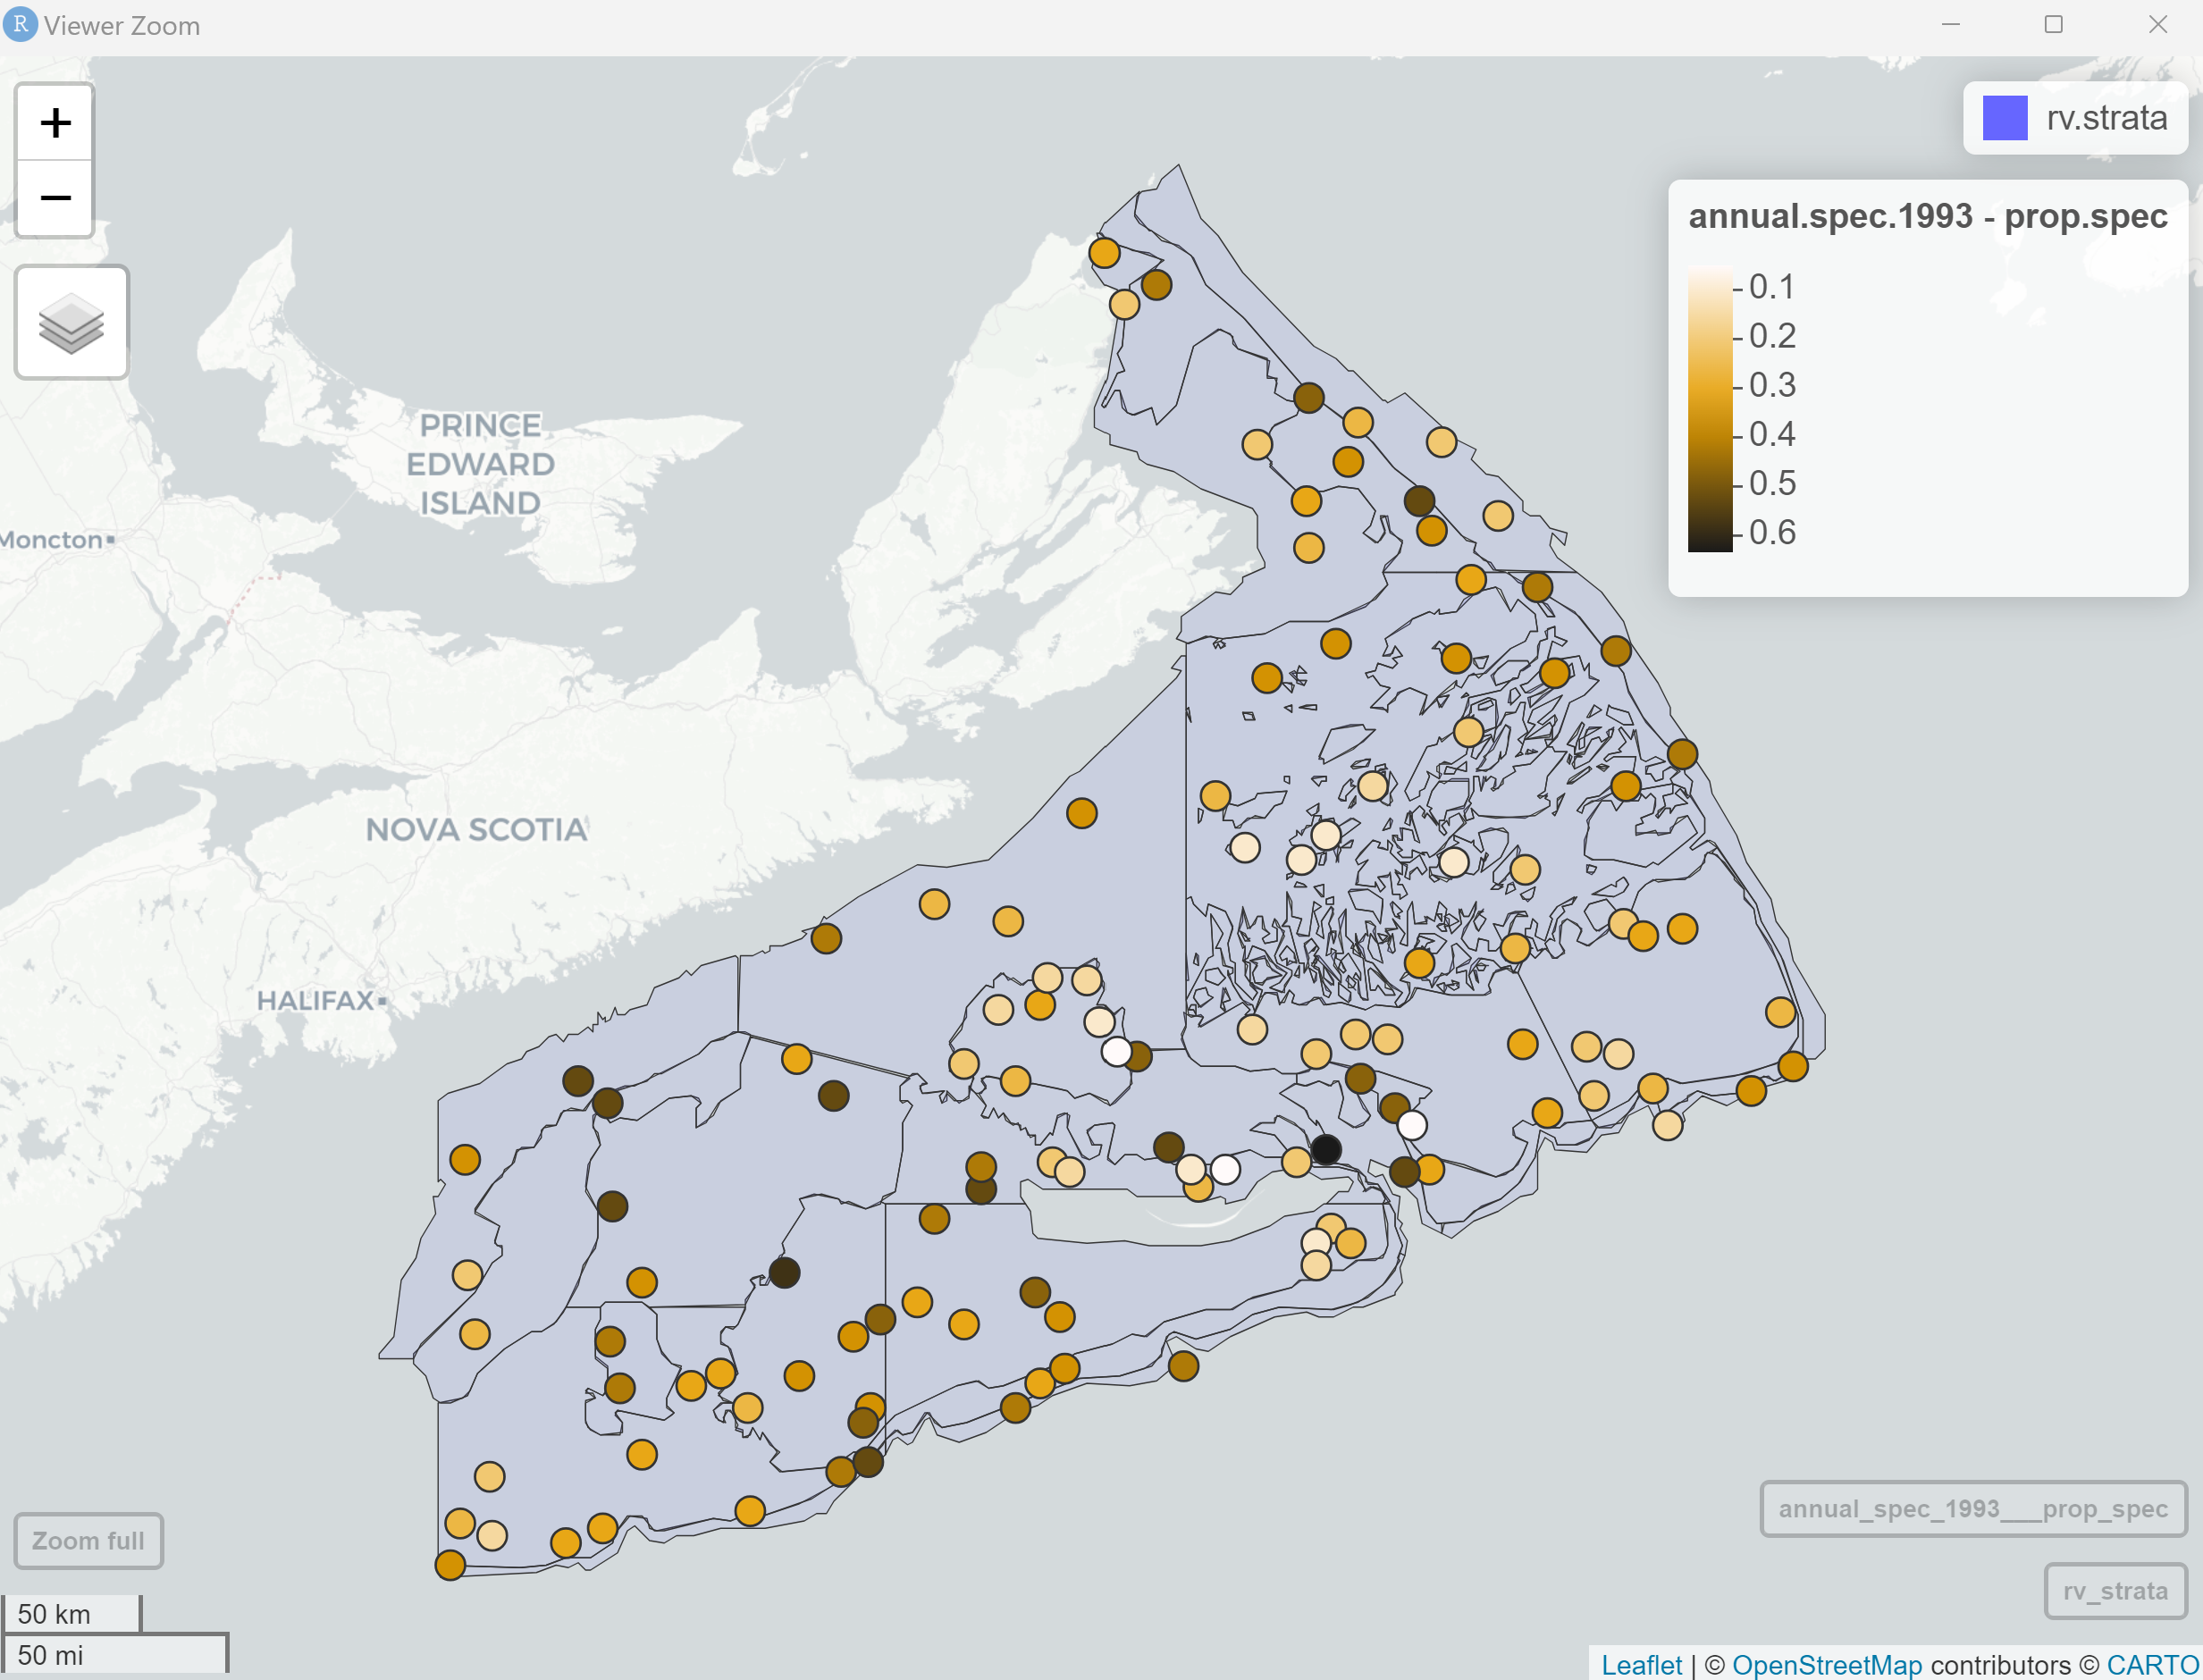 R Viewer Zoom
+
−
rv.strata
annual.spec.1993 - prop.spec
0.1
0.2
0.3
0.4
0.5
0.6
PRINCE
EDWARD
ISLAND
Moncton
NOVA SCOTIA
HALIFAX
annual_spec_1993___prop_spec
Zoom full
rv_strata
50 km
50 mi
Leaflet | © OpenStreetMap contributors © CARTO